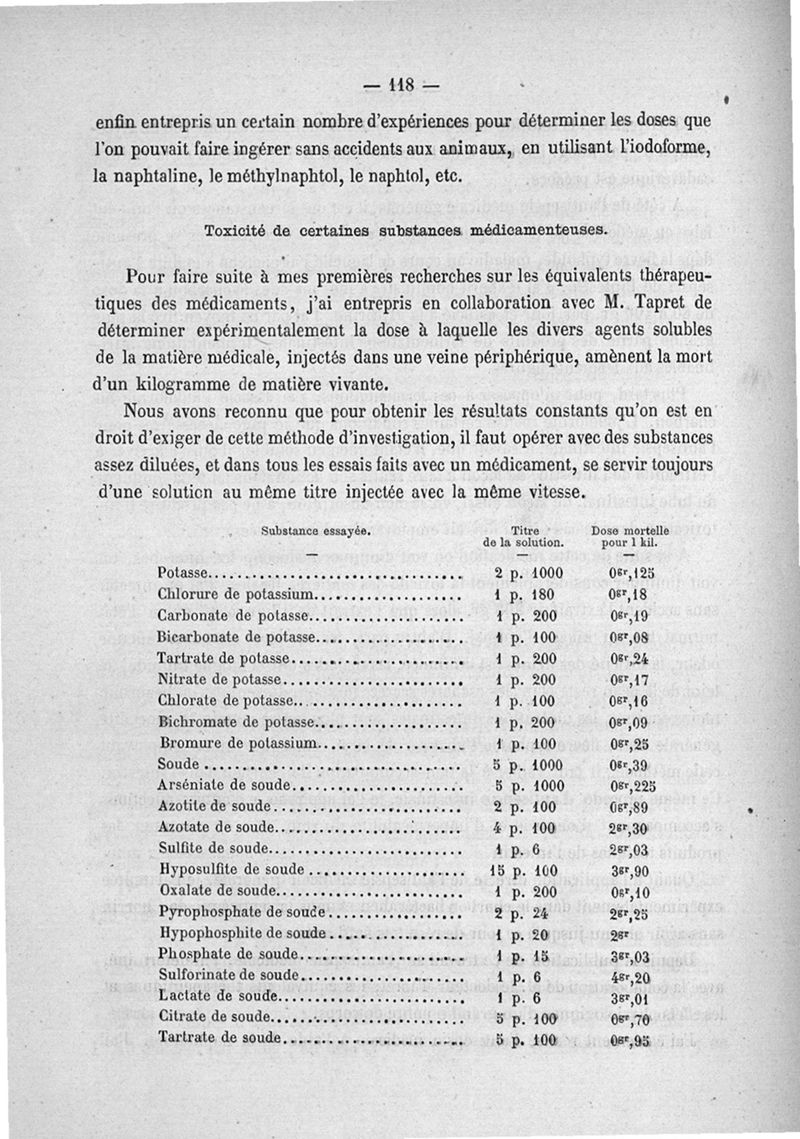 — 118 —
enfin entrepris un certain nombre d'expériences pour déterminer les doses que
l'on pouvait faire ingérer sans accidents aux animaux, en utilisant l'iodoforme,
la naphtaline, le méthylnaphtol, le naphtol, etc.
Toxicité de certaines substances médicamenteuses.
Pour faire suite à mes premières recherches sur les équivalents thérapeu-
tiques des médicaments, j'ai entrepris en collaboration avec M. Tapret de
déterminer expérimentalement la dose à laquelle les divers agents solubles
de la matière médicale, injectés dans une veine périphérique, amènent la mort
d'un kilogramme de matière vivante.
Nous avons reconnu que pour obtenir les résultats constants qu'on est en
droit d'exiger de cette méthode d'investigation, il faut opérer avec des substances
assez diluées, et dans tous les essais faits avec un médicament, se servir toujours
d'une solution au même titre injectée avec la même vitesse.
Substance essayée. Titre Dose mortelle
de la solution. pour 1 kil.
Potasse 2 p. 1000 0gr,125
Chlorure de potassium 1 p. 180 0gr,18
Carbonate de potasse 1 p. 200 0gr,19
Bicarbonate de potasse 1 p. 100 0gr,08
Tartrate de potasse 1 p. 200 0gr,24
Nitrate de potasse 1 p. 200 0gr,17
Chlorate de potasse 1 p. 100 0gr,16
Bichromate de potasse 1 p. 200 0gr,09
Bromure de potassium 1 p. 100 0gr,25
Soude 5 p. 1000 0gr,39
Arséniate de soude 5 p. 1000 0gr,225
Azotite de soude 2 p. 100 0gr,89
Azotate de soude 4 p. 100 2gr,30
Sulfite de soude 1 p. 6 2gr,03
Hyposulfite de soude 15 p. 100 3gr,90
Oxalate de soude 1 p. 200 0gr,10
Pyrophosphate de soude 2 p. 24 2gr,25
Hypophosphite de soude 1 p. 20 2gr
Phosphate de soude 1 p. 15 3gr,03
Sulforinate de soude 1 p. 6 4gr,20
Lactate de soude 1 p. 6 3gr,01
Citrate de soude 5 p. 100 0gr,70
Tartrate de soude 5 p. 100 0gr,95